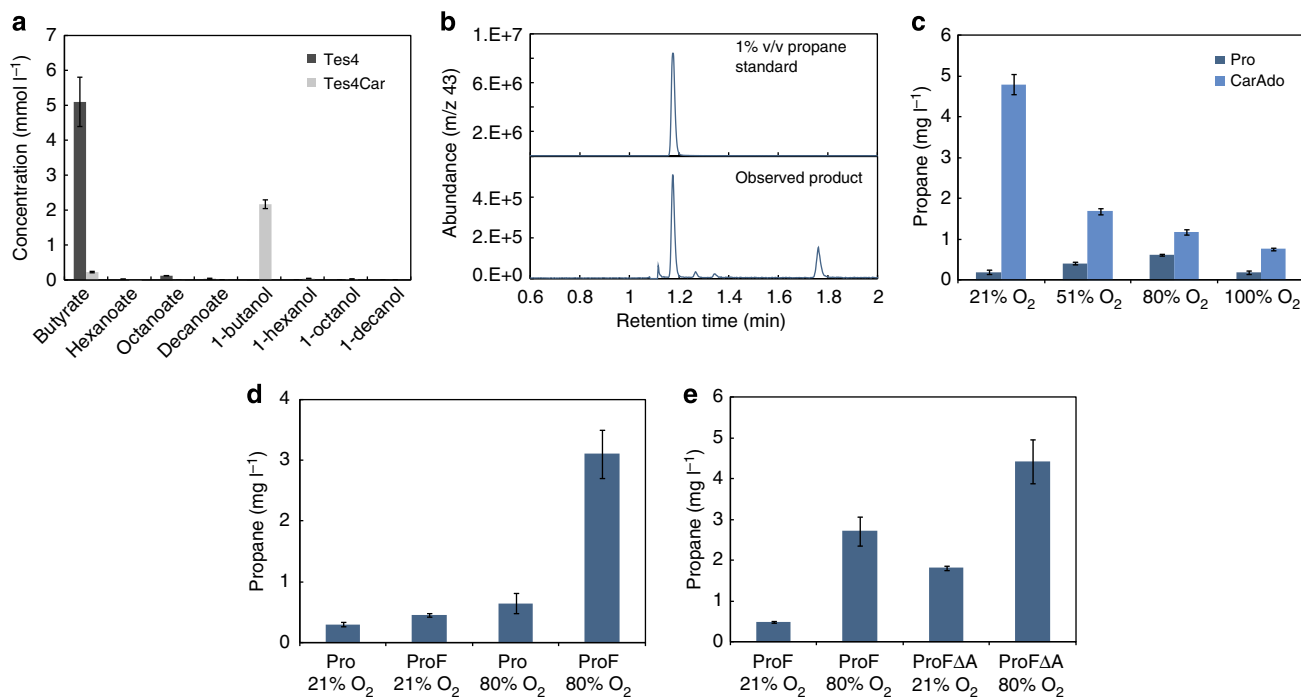 a
Concentration (mmol l⁻¹)
7
6
5
4
3
2
1
0
Tes4
Tes4Car
Butyrate
Hexanoate
Octanoate
Decanoate
1-butanol
1-hexanol
1-octanol
1-decanol
b
Abundance (m/z 43)
1.E+7
8.E+6
6.E+6
4.E+6
2.E+6
1% v/v propane
standard
4.E+5
2.E+5
0.E+0
Observed product
0.6
0.8
1
1.2
1.4
1.6
1.8
2
Retention time (min)
c
Propane (mg l⁻¹)
6
5
4
3
2
1
0
Pro
CarAdo
21% O₂
51% O₂
80% O₂
100% O₂
d
Propane (mg l⁻¹)
4
3
2
1
0
Pro
21% O₂
ProF
21% O₂
Pro
80% O₂
ProF
80% O₂
e
Propane (mg l⁻¹)
6
5
4
3
2
1
0
ProF
21% O₂
ProF
80% O₂
ProFΔA
21% O₂
ProFΔA
80% O₂